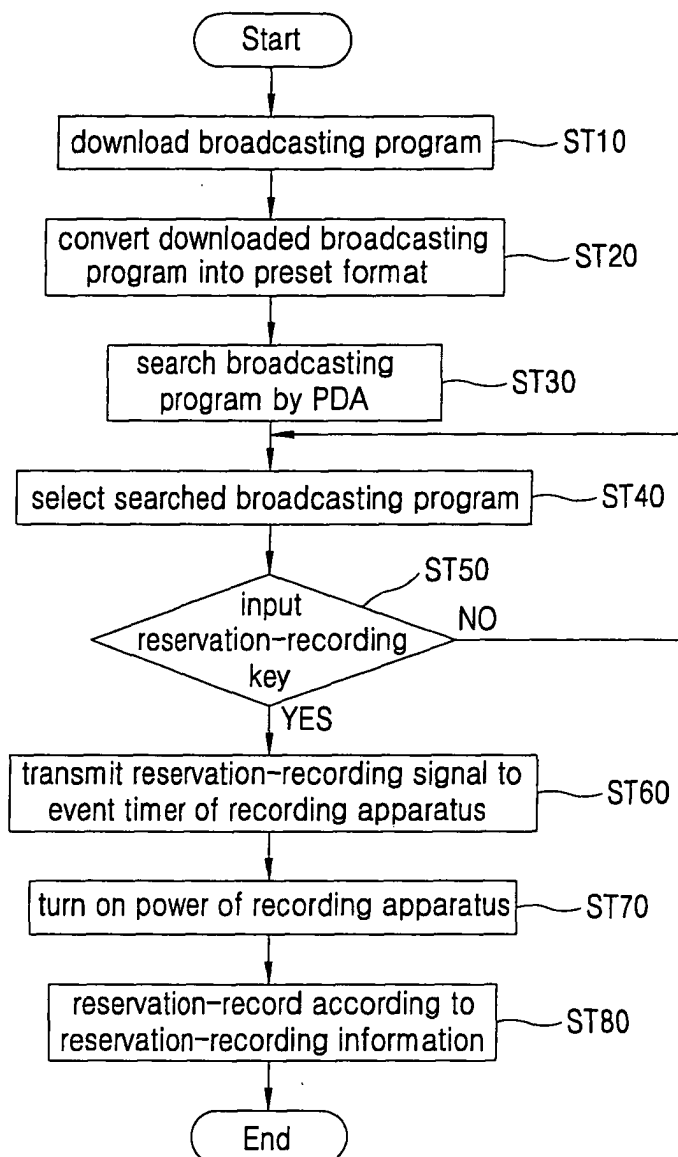 Start
download broadcasting program
ST10
convert downloaded broadcasting
program into preset format
ST20
search broadcasting
program by PDA
ST30
select searched broadcasting program
ST40
ST50
input
reservation-recording
key
NO
YES
transmit reservation-recording signal to
event timer of recording apparatus
ST60
turn on power of recording apparatus
ST70
reservation-record according to
reservation-recording information
ST80
End